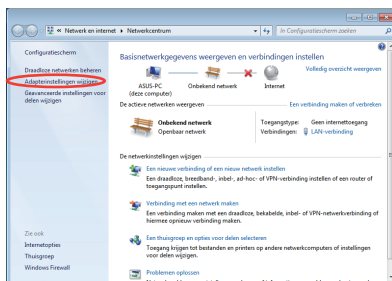 « Netwerk en internet ▸ Netwerkcentrum
In Configuratiescherm zoeken
Configuratiescherm
Draadloze netwerken beheren
Adapterinstellingen wijzigen
Geavanceerde instellingen voor
delen wijzigen
Zie ook
Internetopties
Thuisgroep
Windows Firewall
Basisnetwerkgegevens weergeven en verbindingen instellen
Volledig overzicht weergeven
ASUS-PC
(deze computer)
Onbekend netwerk
Internet
De actieve netwerken weergeven
Een verbinding maken of verbreken
Onbekend netwerk
Openbaar netwerk
Toegangstype: Geen internettoegang
Verbindingen: LAN-verbinding
De netwerkinstellingen wijzigen
Een nieuwe verbinding of een nieuw netwerk instellen
Een draadloze, breedband-, inbel-, ad-hoc- of VPN-verbinding instellen of een router of
toegangspunt instellen.
Verbinding met een netwerk maken
Een verbinding maken met een draadloze, bekabelde, inbel- of VPN-netwerkverbinding of
hiermee opnieuw verbinding maken.
Een thuisgroep en opties voor delen selecteren
Toegang krijgen tot bestanden en printers op andere netwerkcomputers of instellingen
voor delen wijzigen.
Problemen oplossen